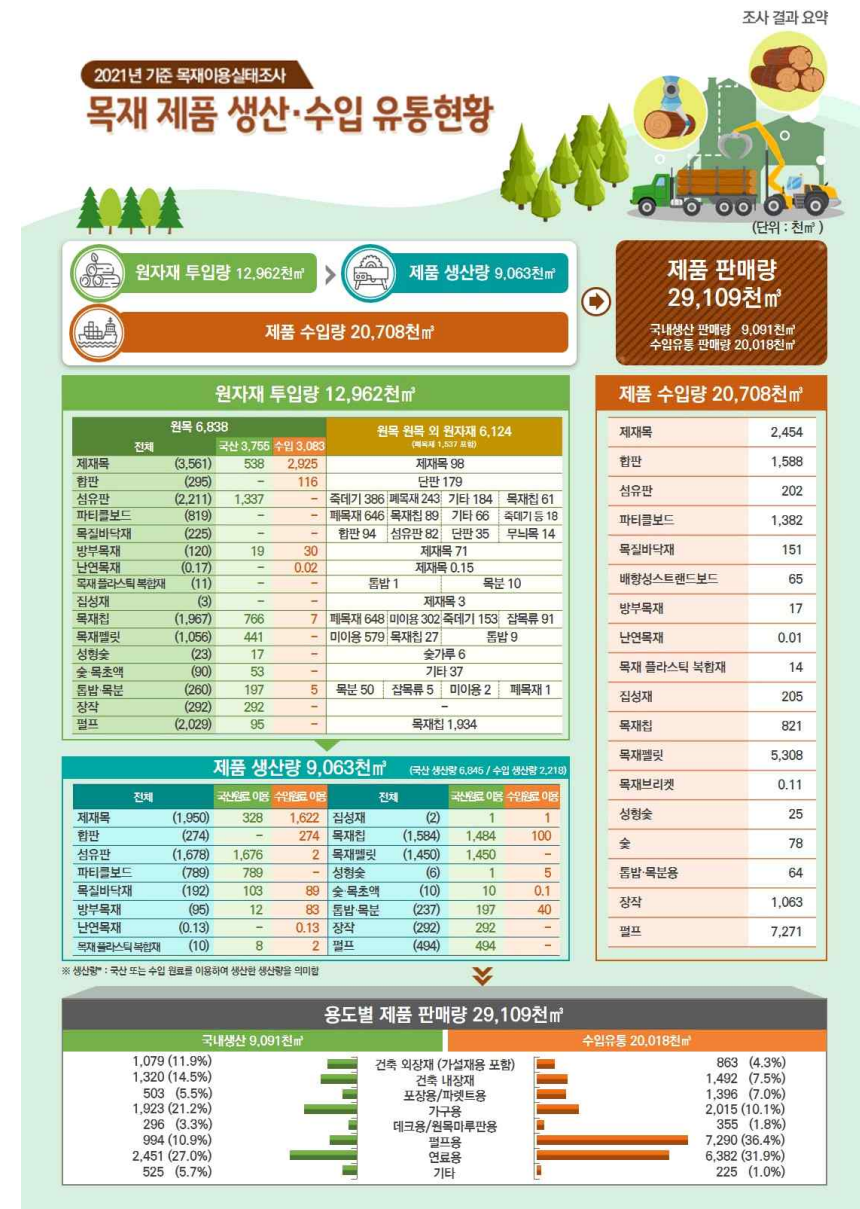 조사 결과 요약
2021년 기준 목재이용실태조사
목재 제품 생산·수입 유통현황
(단위 : 천㎥)
원자재 투입량 12,962천㎥ > 제품 생산량 9,063천㎥
제품 수입량 20,708천㎥
제품 판매량
29,109천㎥
국내생산 판매량 9,091천㎥
수입유통 판매량 20,018천㎥
원자재 투입량 12,962천㎥
원목 6,838
원목 원목 외 원자재 6,124
전체 국산 3,755 수입 3,083
(폐목재 1,537 포함)
제재목 (3,561) 538 2,925 제재목 98
합판 (295) - 116 단판 179
섬유판 (2,211) 1,337 - 죽데기 386 폐목재 243 기타 184 목재칩 61
파티클보드 (819) - - 폐목재 646 목재칩 89 기타 66 죽데기 등 18
목질바닥재 (225) - - 합판 94 섬유판 82 단판 35 무늬목 14
방부목재 (120) 19 30 제재목 71
난연목재 (0.17) - 0.02 제재목 0.15
목재 플라스틱 복합재 (11) - - 톱밥 1 목분 10
집성재 (3) - - 제재목 3
목재칩 (1,967) 766 7 폐목재 648 미이용 302 죽데기 153 잡목류 91
목재펠릿 (1,056) 441 - 미이용 579 목재칩 27 톱밥 9
성형숯 (23) 17 - 숯가루 6
숯·목초액 (90) 53 - 기타 37
톱밥·목분 (260) 197 5 목분 50 잡목류 5 미이용 2 폐목재 1
장작 (292) 292 - -
펄프 (2,029) 95 - 목재칩 1,934
제품 수입량 20,708천㎥
제재목 2,454
합판 1,588
섬유판 202
파티클보드 1,382
목질바닥재 151
배향성스트랜드보드 65
방부목재 17
난연목재 0.01
목재 플라스틱 복합재 14
집성재 205
목재칩 821
목재펠릿 5,308
목재브리켓 0.11
성형숯 25
숯 78
톱밥·목분용 64
장작 1,063
펄프 7,271
제품 생산량 9,063천㎥ (국산 생산량 6,845 / 수입 생산량 2,218)
전체 국산원료 이용 수입원료 이용 전체 국산원료 이용 수입원료 이용
제재목 (1,950) 328 1,622 집성재 (2) 1 1
합판 (274) - 274 목재칩 (1,584) 1,484 100
섬유판 (1,678) 1,676 2 목재펠릿 (1,450) 1,450 -
파티클보드 (789) 789 - 성형숯 (6) 1 5
목질바닥재 (192) 103 89 숯·목초액 (10) 10 0.1
방부목재 (95) 12 83 톱밥·목분 (237) 197 40
난연목재 (0.13) - 0.13 장작 (292) 292 -
목재 플라스틱 복합재 (10) 8 2 펄프 (494) 494 -
※ 생산량* : 국산 또는 수입 원료를 이용하여 생산한 생산량을 의미함
용도별 제품 판매량 29,109천㎥
국내생산 9,091천㎥ 수입유통 20,018천㎥
1,079 (11.9%) 건축 외장재 (가설재용 포함) 863 (4.3%)
1,320 (14.5%) 건축 내장재 1,492 (7.5%)
503 (5.5%) 포장용/파렛트용 1,396 (7.0%)
1,923 (21.2%) 가구용 2,015 (10.1%)
296 (3.3%) 데크용/원목마루판용 355 (1.8%)
994 (10.9%) 펄프용 7,290 (36.4%)
2,451 (27.0%) 연료용 6,382 (31.9%)
525 (5.7%) 기타 225 (1.0%)